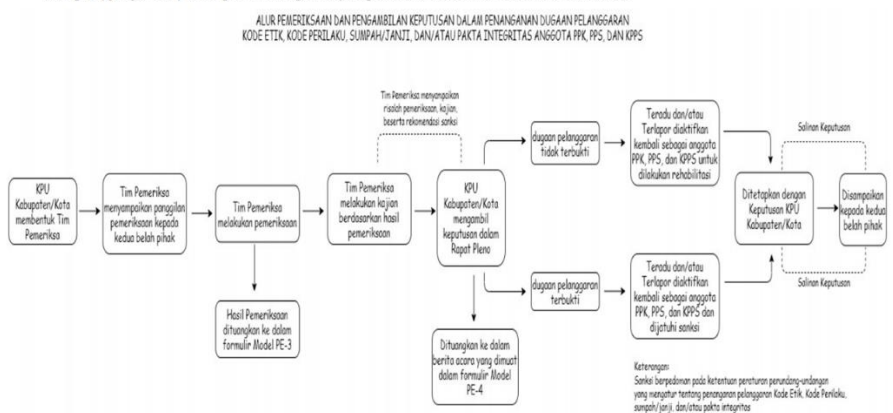 ALUR PEMERIKSAAN DAN PENGAMBILAN KEPUTUSAN DALAM PENANGANAN DUGAAN PELANGGARAN
KODE ETIK, KODE PERILAKU, SUMPAH/JANJI, DAN/ATAU PAKTA INTEGRITAS ANGGOTA PPK, PPS, DAN KPPS
KPU
Kabupaten/Kota
membentuk Tim
Pemeriksa
Tim Pemeriksa
menyampaikan panggilan
pemeriksaan kepada
kedua belah pihak
Tim Pemeriksa
melakukan pemeriksaan
Hasil Pemeriksaan
dituangkan ke dalam
formulir Model PE-3
Tim Pemeriksa
melakukan kajian
berdasarkan hasil
pemeriksaan
Tim Pemeriksa menyampaikan
risalah pemeriksaan, kajian,
beserta rekomendasi sanksi
KPU
Kabupaten/Kota
mengambil
keputusan dalam
Rapat Pleno
Dituangkan ke dalam
berita acara yang dimuat
dalam formulir Model
PE-4
dugaan pelanggaran
tidak terbukti
Teradu dan/atau
Terlapor diaktifkan
kembali sebagai anggota
PPK, PPS, dan KPPS untuk
dilakukan rehabilitasi
dugaan pelanggaran
terbukti
Teradu dan/atau
Terlapor diaktifkan
kembali sebagai anggota
PPK, PPS, dan KPPS dan
dijatuhi sanksi
Ditetapkan dengan
Keputusan KPU
Kabupaten/Kota
Salinan Keputusan
Disampaikan
kepada kedua
belah pihak
Salinan Keputusan
Keterangan:
Sanksi berpedoman pada ketentuan peraturan perundang-undangan
yang mengatur tentang penanganan pelanggaran Kode Etik, Kode Perilaku,
sumpah/janji, dan/atau pakta integritas